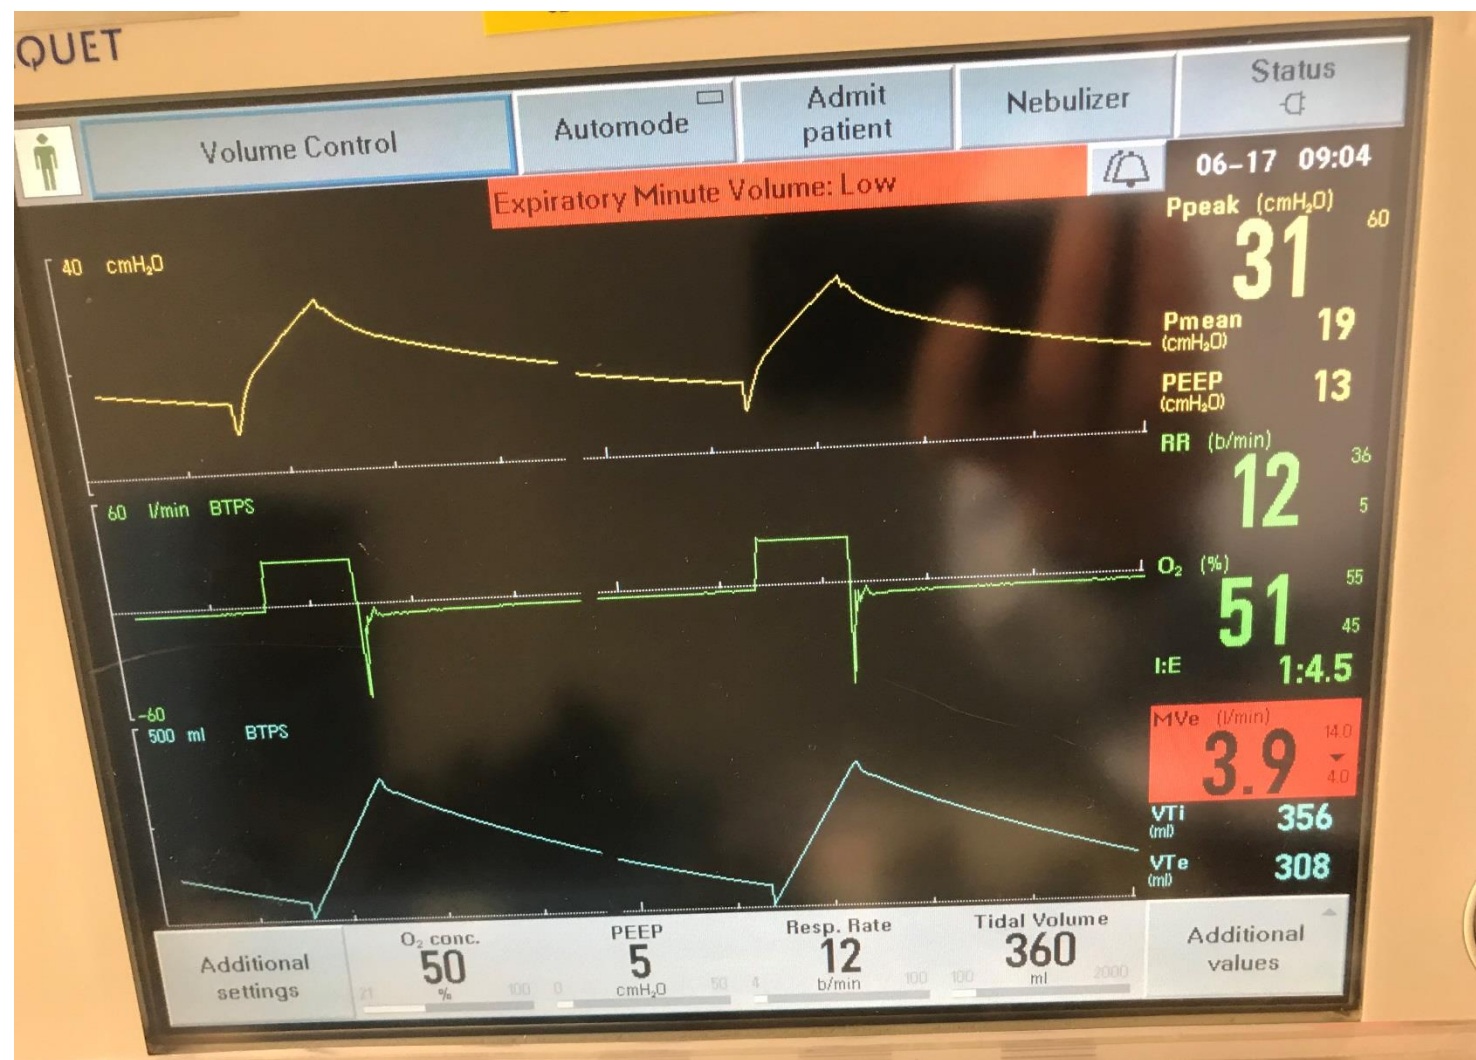 QUET
Volume Control
Automode
Admit
patient
Nebulizer
Status
Expiratory Minute Volume: Low
06-17 09:04
40 cmH₂O
Ppeak (cmH₂O)
60
31
Pmean
(cmH₂O)
19
PEEP
(cmH₂O)
13
60 l/min BTPS
-60
RR (b/min)
36
12
5
O₂ (%)
55
51
45
I:E 1:4.5
500 ml BTPS
MVe (l/min)
14.0
3.9
4.0
VTi
(ml)
356
VTe
(ml)
308
Additional
settings
O₂ conc.
50
21 % 100
PEEP
5
0 cmH₂O 50
Resp. Rate
12
4 b/min 100
Tidal Volume
360
100 ml 2000
Additional
values